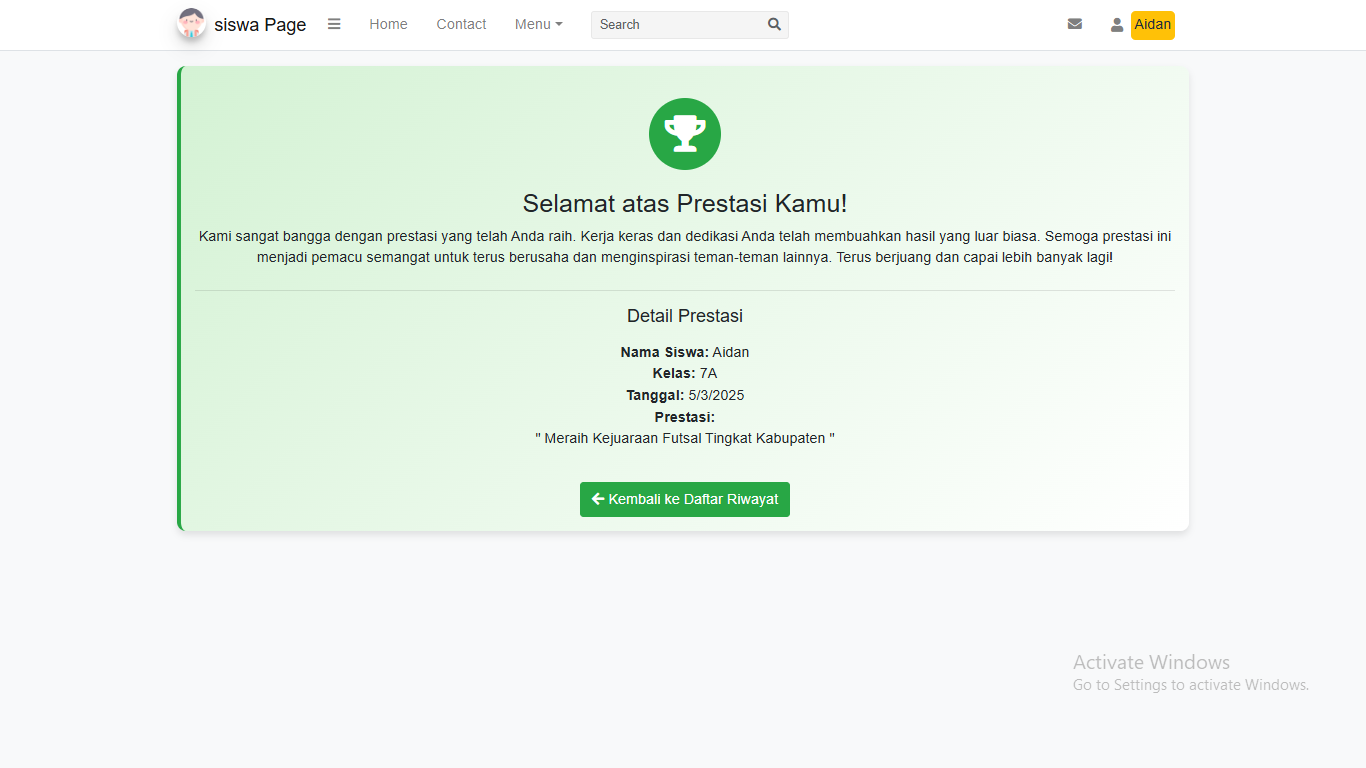 siswa Page
Home
Contact
Menu
Search
Aidan
Selamat atas Prestasi Kamu!
Kami sangat bangga dengan prestasi yang telah Anda raih. Kerja keras dan dedikasi Anda telah membuahkan hasil yang luar biasa. Semoga prestasi ini
menjadi pemacu semangat untuk terus berusaha dan menginspirasi teman-teman lainnya. Terus berjuang dan capai lebih banyak lagi!
Detail Prestasi
Nama Siswa: Aidan
Kelas: 7A
Tanggal: 5/3/2025
Prestasi:
" Meraih Kejuaraan Futsal Tingkat Kabupaten "
Kembali ke Daftar Riwayat
Activate Windows
Go to Settings to activate Windows.